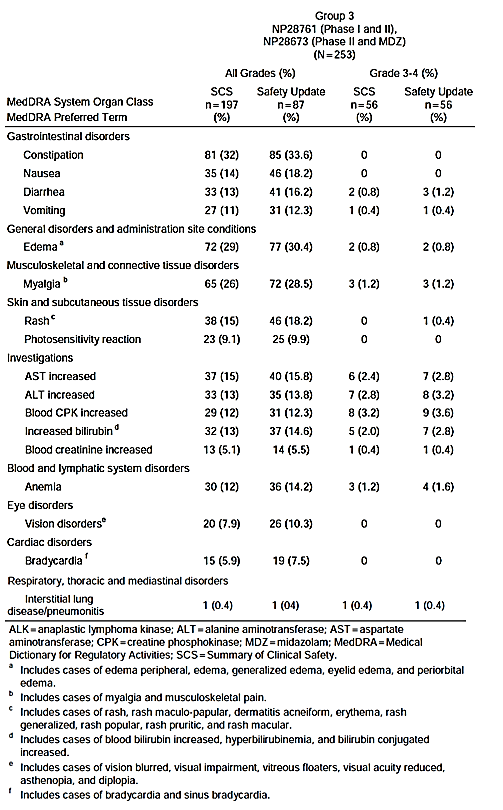 Group 3
NP28761 (Phase I and II),
NP28673 (Phase II and MDZ)
(N=253)
All Grades (%) Grade 3-4 (%)
MedDRA System Organ Class
MedDRA Preferred Term SCS n=197 (%) Safety Update n=87 (%) SCS n=56 (%) Safety Update n=56 (%)
Gastrointestinal disorders
Constipation 81 (32) 85 (33.6) 0 0
Nausea 35 (14) 46 (18.2) 0 0
Diarrhea 33 (13) 41 (16.2) 2 (0.8) 3 (1.2)
Vomiting 27 (11) 31 (12.3) 1 (0.4) 1 (0.4)
General disorders and administration site conditions
Edema a 72 (29) 77 (30.4) 2 (0.8) 2 (0.8)
Musculoskeletal and connective tissue disorders
Myalgia b 65 (26) 72 (28.5) 3 (1.2) 3 (1.2)
Skin and subcutaneous tissue disorders
Rash c 38 (15) 46 (18.2) 0 1 (0.4)
Photosensitivity reaction 23 (9.1) 25 (9.9) 0 0
Investigations
AST increased 37 (15) 40 (15.8) 6 (2.4) 7 (2.8)
ALT increased 33 (13) 35 (13.8) 7 (2.8) 8 (3.2)
Blood CPK increased 29 (12) 31 (12.3) 8 (3.2) 9 (3.6)
Increased bilirubin d 32 (13) 37 (14.6) 5 (2.0) 7 (2.8)
Blood creatinine increased 13 (5.1) 14 (5.5) 1 (0.4) 1 (0.4)
Blood and lymphatic system disorders
Anemia 30 (12) 36 (14.2) 3 (1.2) 4 (1.6)
Eye disorders
Vision disorders e 20 (7.9) 26 (10.3) 0 0
Cardiac disorders
Bradycardia f 15 (5.9) 19 (7.5) 0 0
Respiratory, thoracic and mediastinal disorders
Interstitial lung
disease/pneumonitis 1 (0.4) 1 (04) 1 (0.4) 1 (0.4)
ALK=anaplastic lymphoma kinase; ALT=alanine aminotransferase; AST=aspartate
aminotransferase; CPK=creatine phosphokinase; MDZ=midazolam; MedDRA=Medical
Dictionary for Regulatory Activities; SCS=Summary of Clinical Safety.
a Includes cases of edema peripheral, edema, generalized edema, eyelid edema, and periorbital
edema.
b Includes cases of myalgia and musculoskeletal pain.
c Includes cases of rash, rash maculo-papular, dermatitis acneiform, erythema, rash
generalized, rash popular, rash pruritic, and rash macular.
d Includes cases of blood bilirubin increased, hyperbilirubinemia, and bilirubin conjugated
increased.
e Includes cases of vision blurred, visual impairment, vitreous floaters, visual acuity reduced,
asthenopia, and diplopia.
f Includes cases of bradycardia and sinus bradycardia.